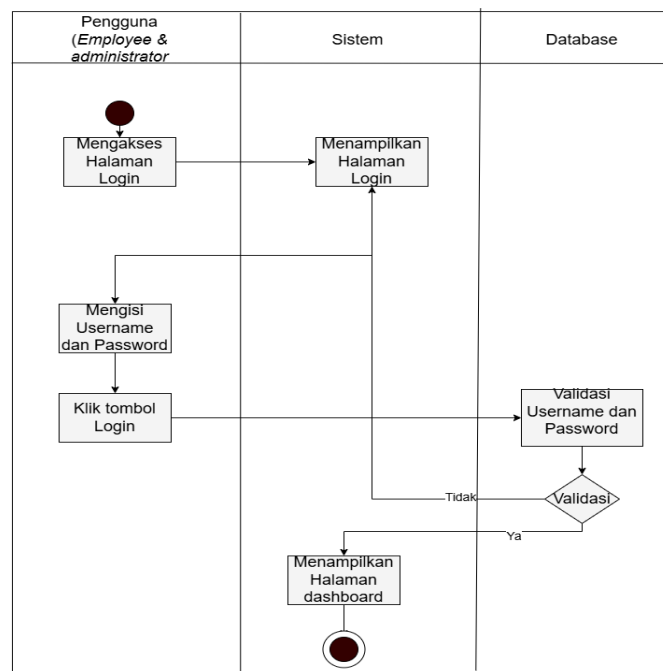 Pengguna
(Employee &
administrator
Sistem
Database
Mengakses
Halaman
Login
Menampilkan
Halaman
Login
Mengisi
Username
dan Password
Klik tombol
Login
Validasi
Username dan
Password
Validasi
Tidak
Ya
Menampilkan
Halaman
dashboard